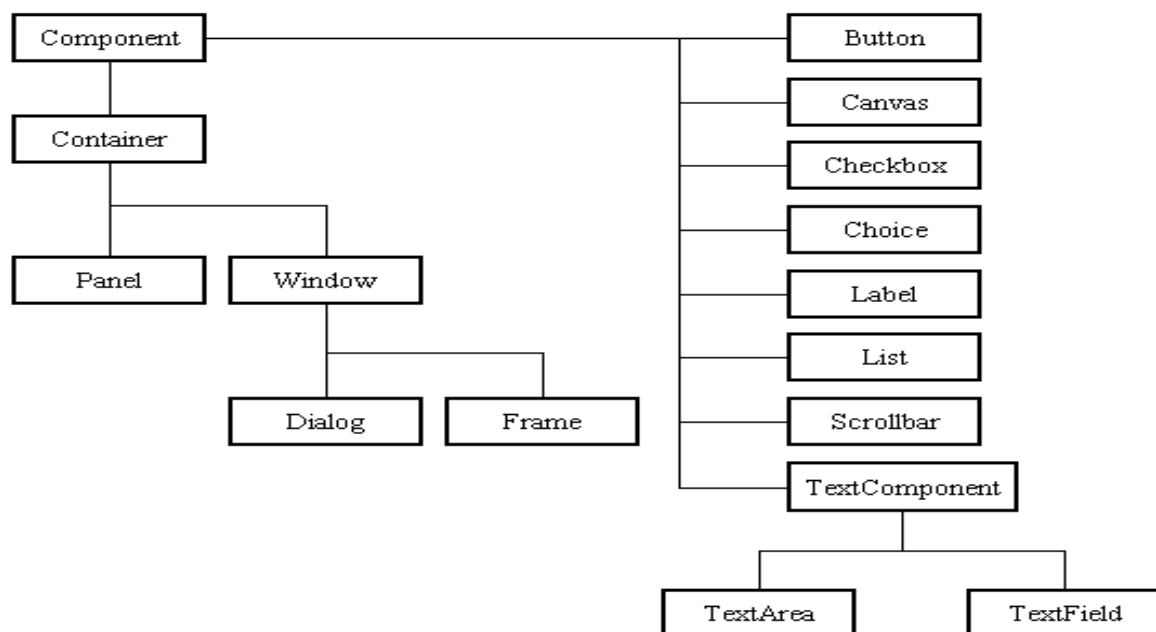 Component
Button
Canvas
Container
Checkbox
Choice
Panel
Window
Label
List
Dialog
Frame
Scrollbar
TextComponent
TextArea
TextField